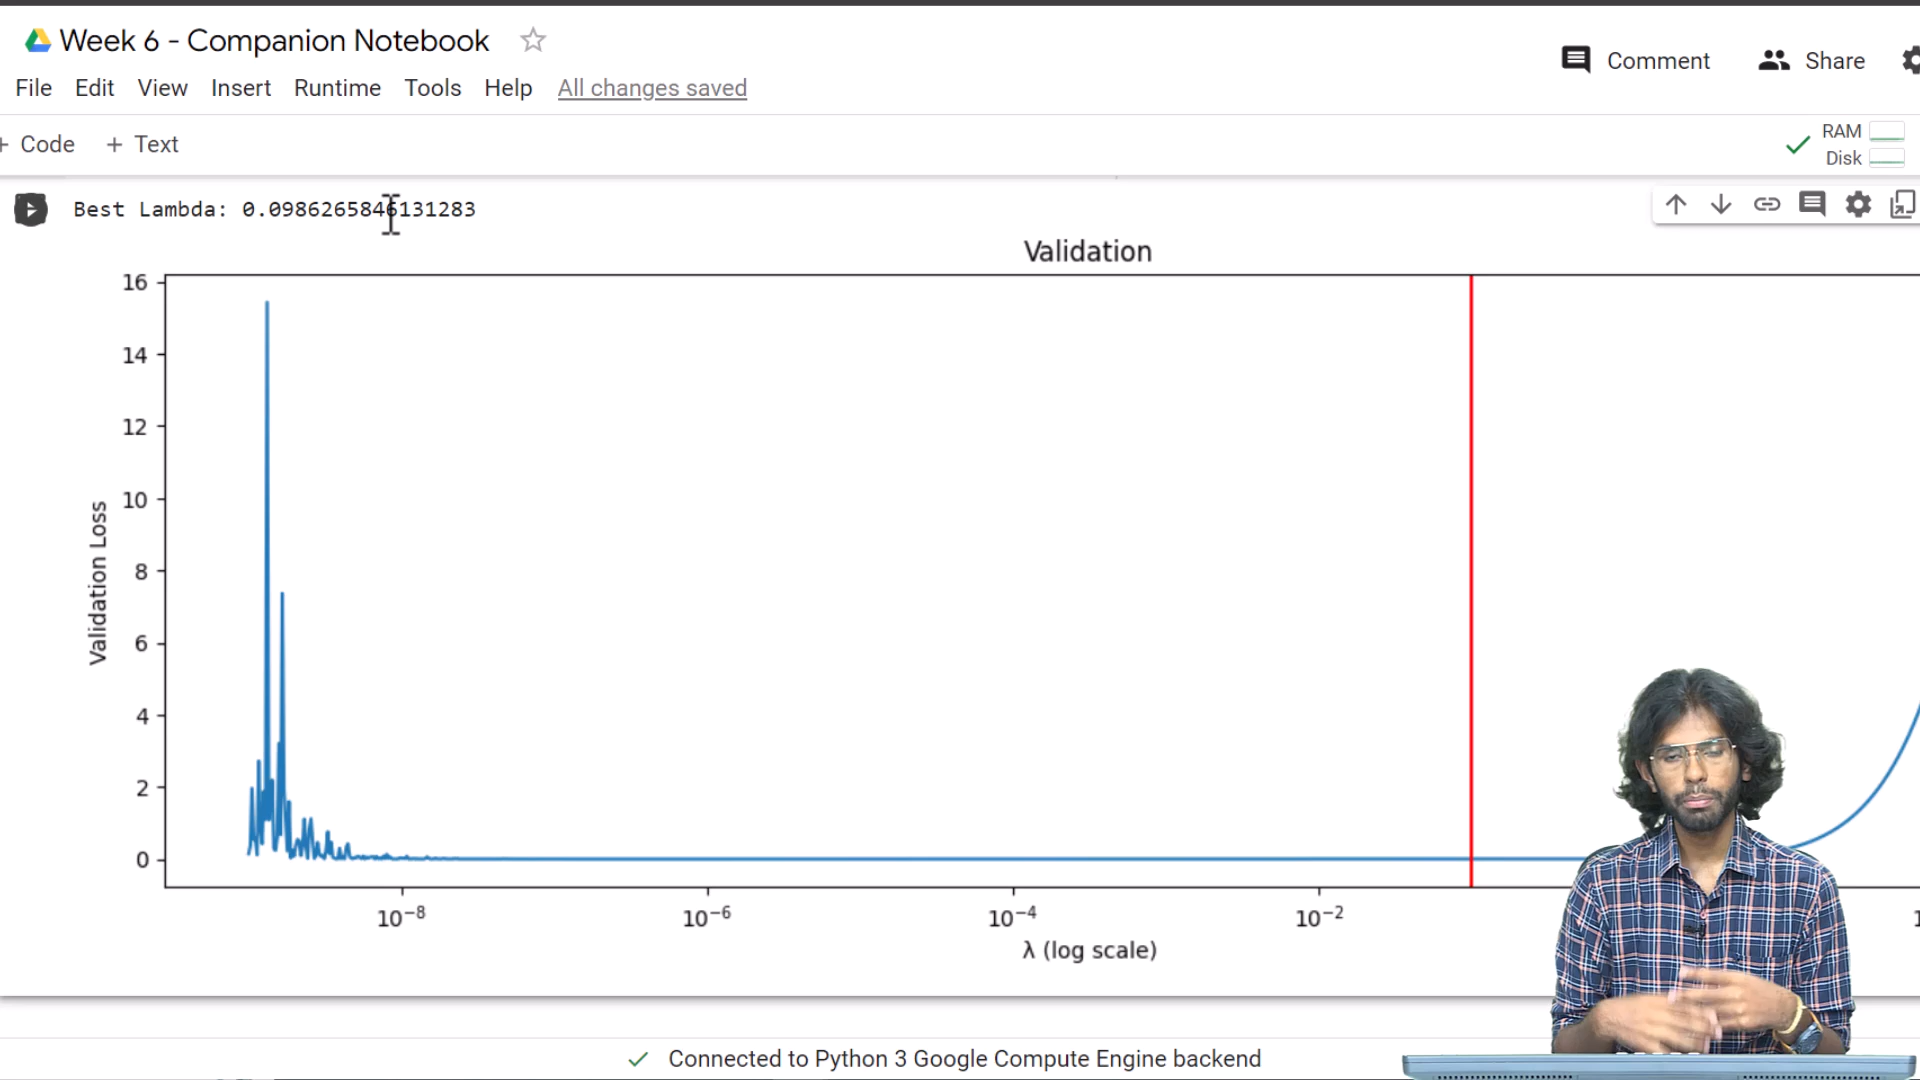 Week 6 - Companion Notebook
Comment Share
File Edit View Insert Runtime Tools Help All changes saved
+ Code + Text
RAM
Disk
Best Lambda: 0.0986265846131283
Validation
16
14
12
10
8
6
4
2
0
Validation Loss
10⁻⁸ 10⁻⁶ 10⁻⁴ 10⁻²
λ (log scale)
Connected to Python 3 Google Compute Engine backend